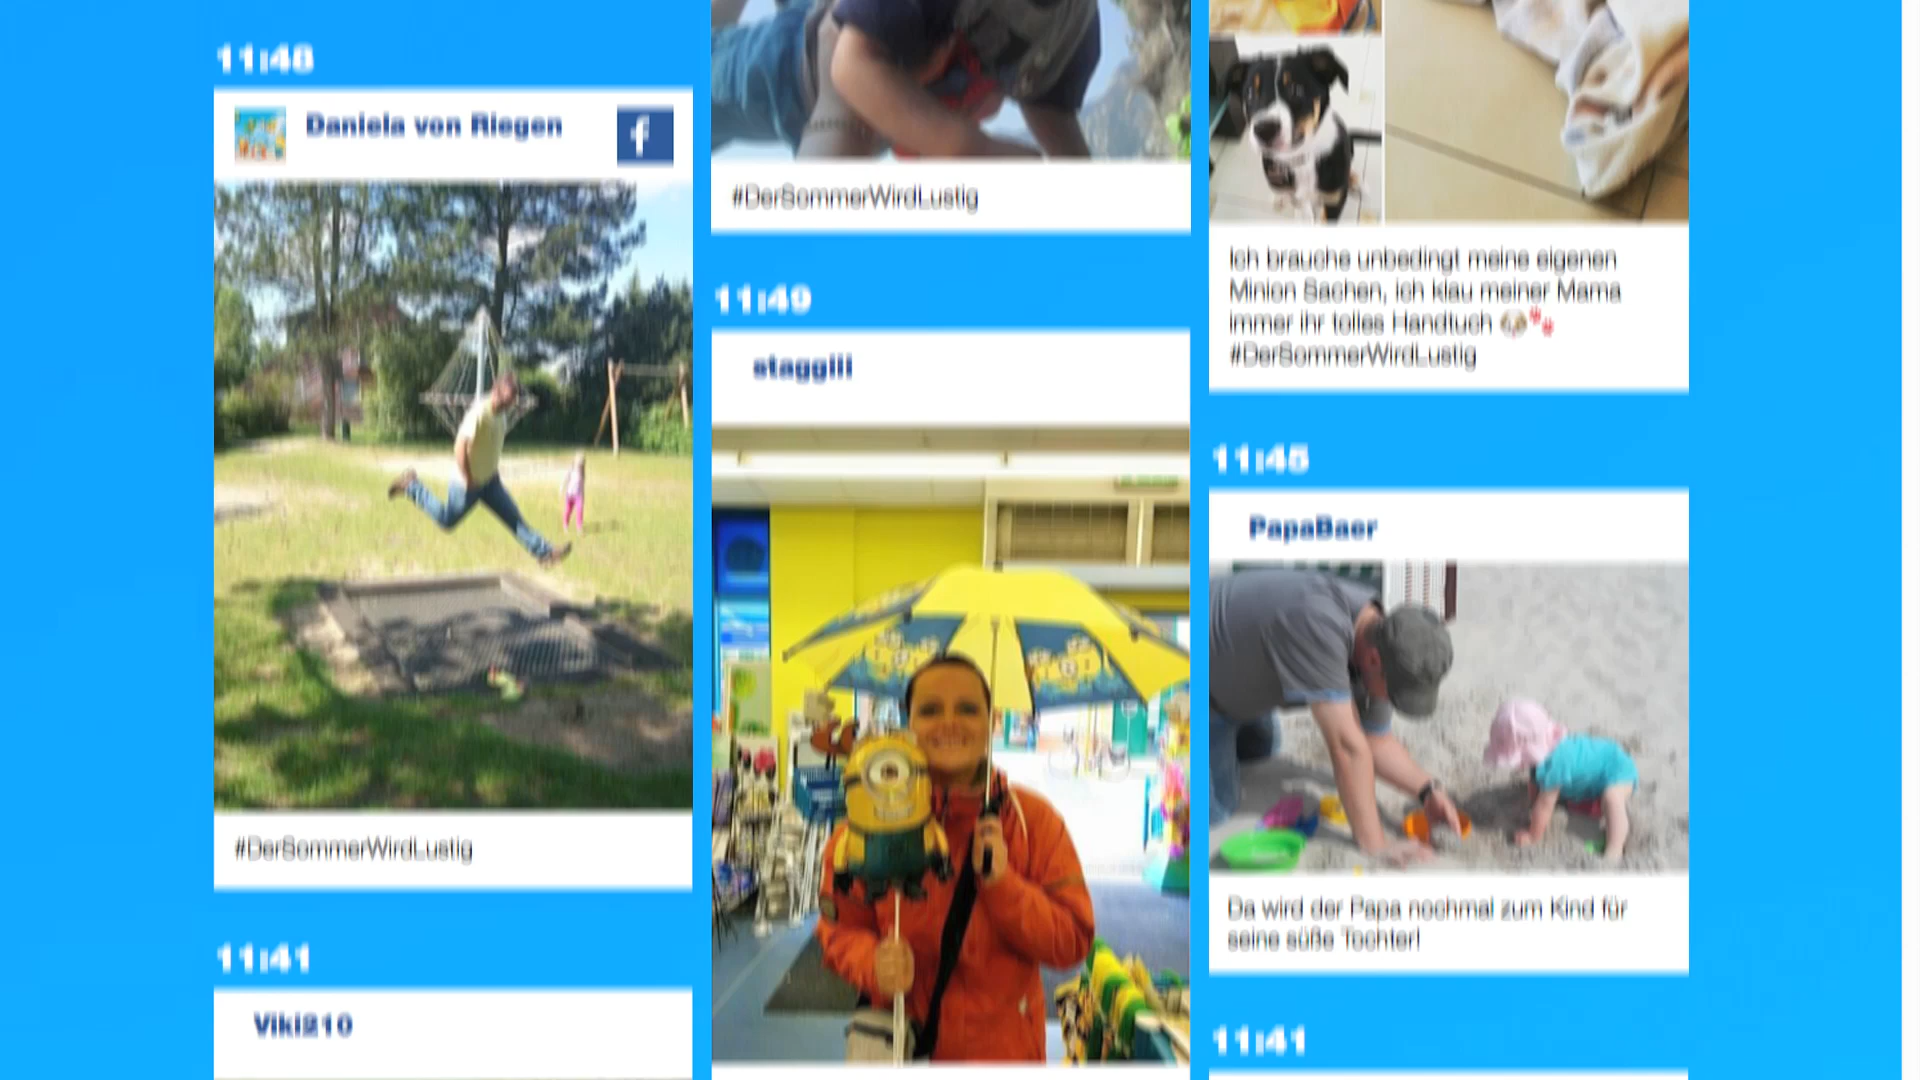 11:48
Daniela von Riegen
f
#DerSommerWirdLustig
11:41
Viki210
#DerSommerWirdLustig
11:49
staggiii
Ich brauche unbedingt meine eigenen
Minion Sachen, ich klau meiner Mama
immer ihr tolles Handtuch 🐶🐾
#DerSommerWirdLustig
11:45
PapaBaer
Da wird der Papa nochmal zum Kind für
seine süße Tochter!
11:41